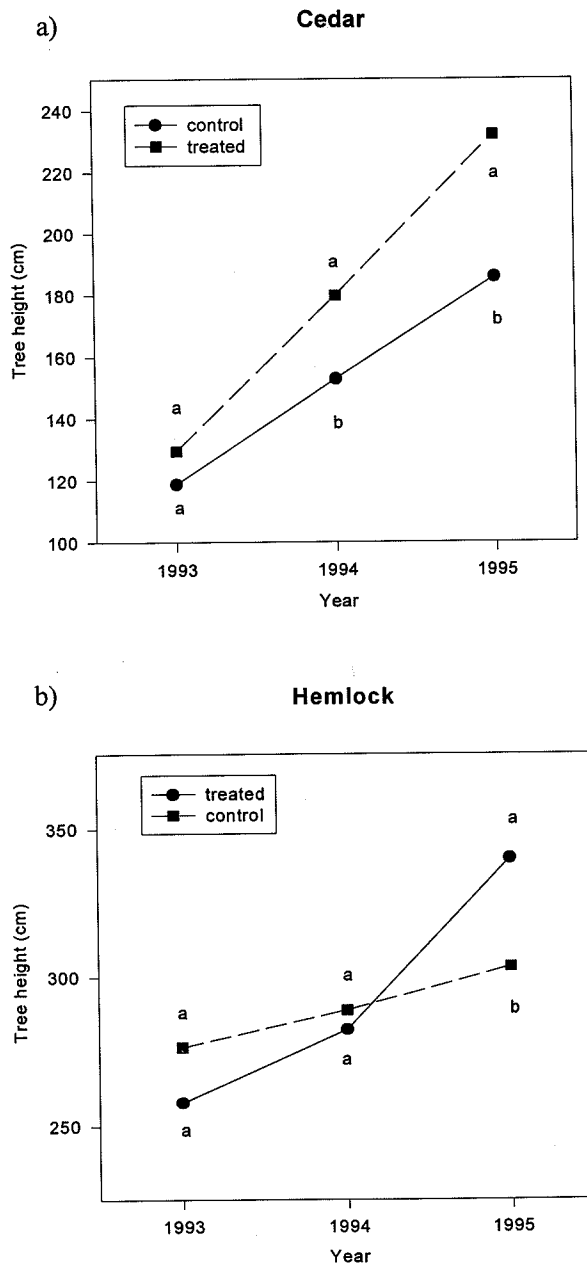 a)
Cedar
control
treated
240
220
200
180
160
140
120
100
Tree height (cm)
a
a
a
a
b
b
1993
1994
1995
Year
b)
Hemlock
treated
control
350
300
250
Tree height (cm)
a
a
a
a
a
b
1993
1994
1995
Year